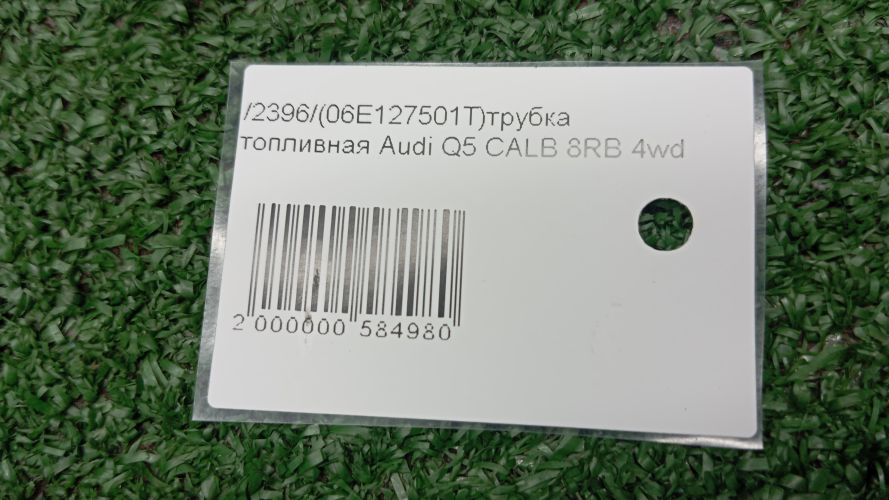 /2396/(06E127501T)трубка
топливная Audi Q5 CALB 8RB 4wd
2 000000 584980